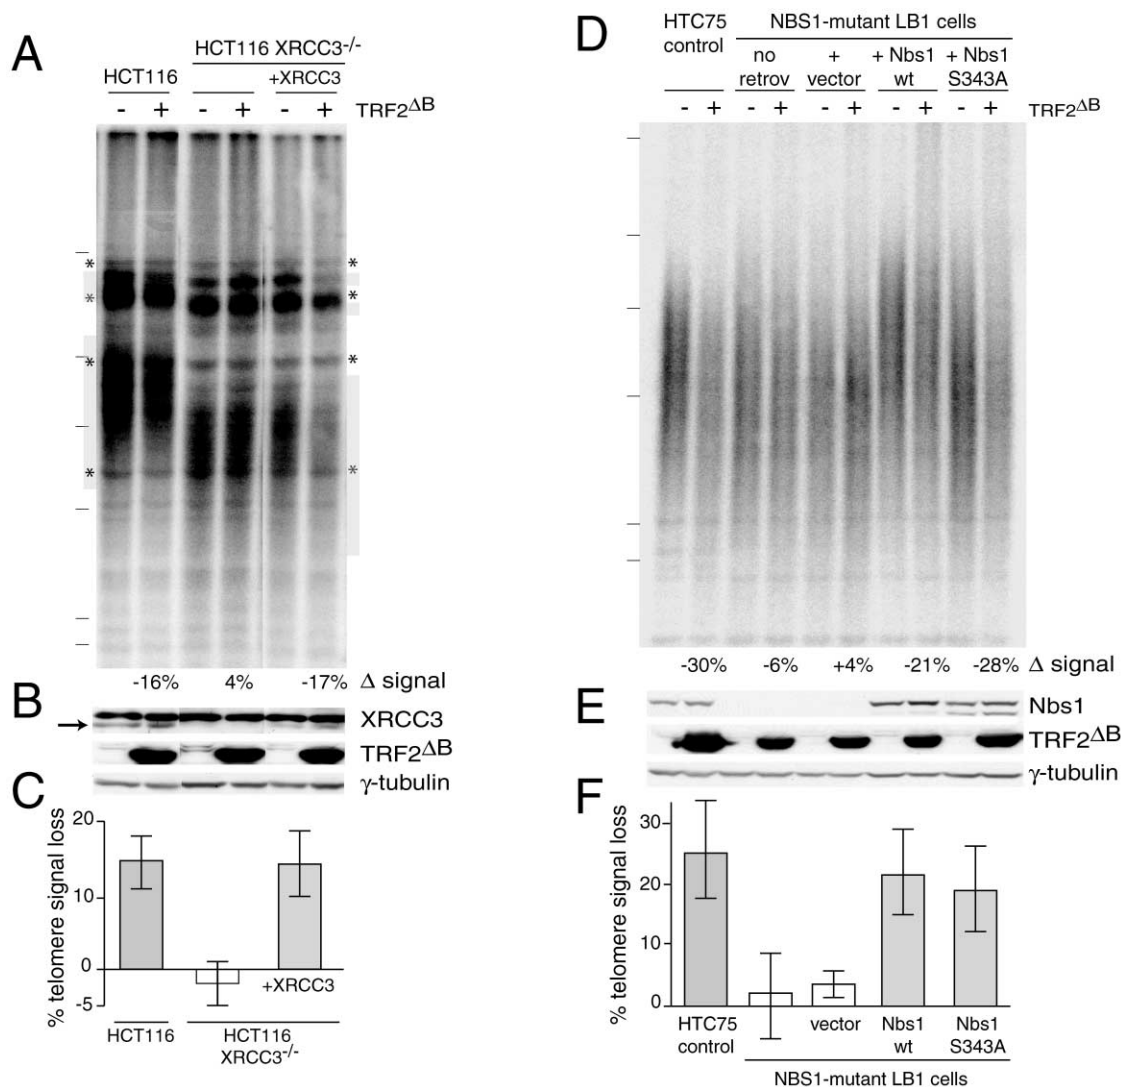 A
HCT116 XRCC3-/-
HCT116
+XRCC3
- + - + - + TRF2ΔB
*
*
*
*
*
*
*
*
-16% 4% -17% Δ signal
B
XRCC3
TRF2ΔB
γ-tubulin
C
% telomere signal loss
20
10
0
-5
+XRCC3
HCT116
HCT116
XRCC3-/-
D
HTC75
control
NBS1-mutant LB1 cells
no
retrov
+
vector
+ Nbs1
wt
+ Nbs1
S343A
- + - + - + - + - + TRF2ΔB
-30% -6% +4% -21% -28% Δ signal
E
Nbs1
TRF2ΔB
γ-tubulin
F
% telomere signal loss
30
20
10
0
HTC75
control
vector
Nbs1
wt
Nbs1
S343A
NBS1-mutant LB1 cells